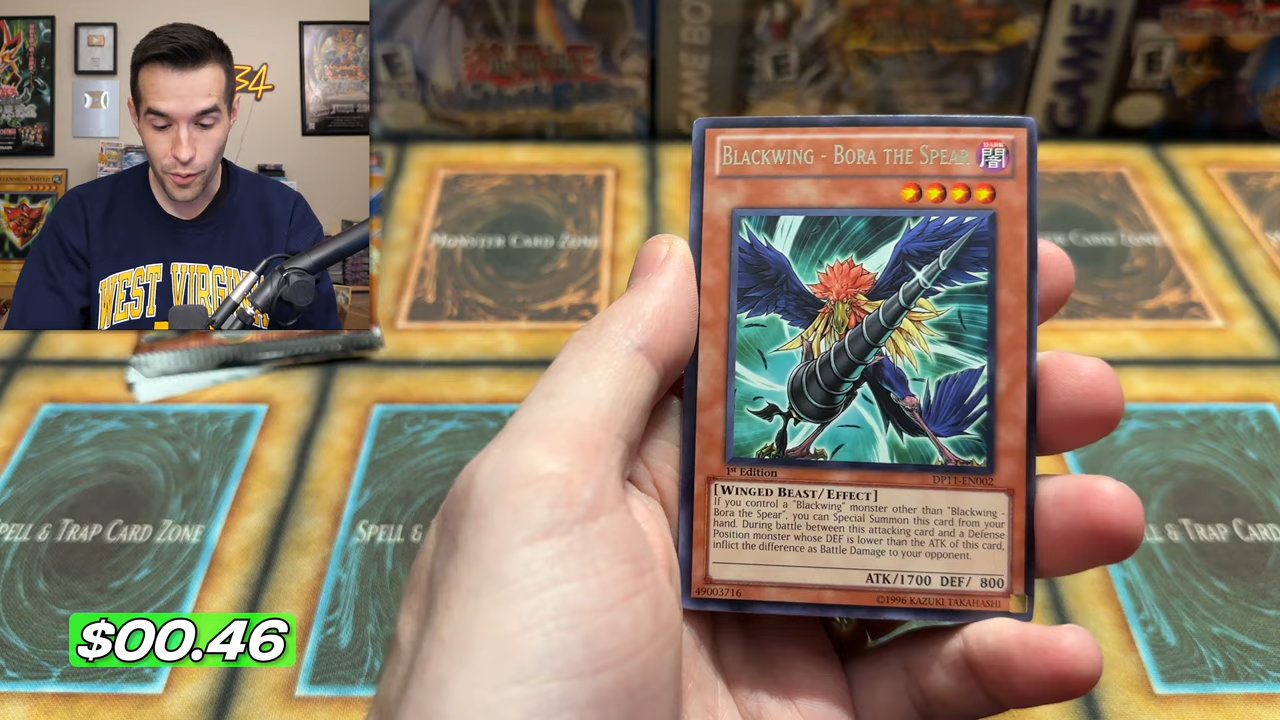 34
WEST VIRGIN
MONSTER CARD ZONE
GAME BOY
GAME
SPELL & TRAP CARD ZONE
SPELL &
LL & TRAP CARD
BLACKWING - BORA THE SPEAR
DARK
闇
1st Edition
DP11-EN002
[WINGED BEAST/EFFECT]
If you control a "Blackwing" monster other than "Blackwing -
Bora the Spear", you can Special Summon this card from your
hand. During battle between this attacking card and a Defense
Position monster whose DEF is lower than the ATK of this card,
inflict the difference as Battle Damage to your opponent.
ATK/1700 DEF/ 800
49003716
©1996 KAZUKI TAKAHASHI
$00.46